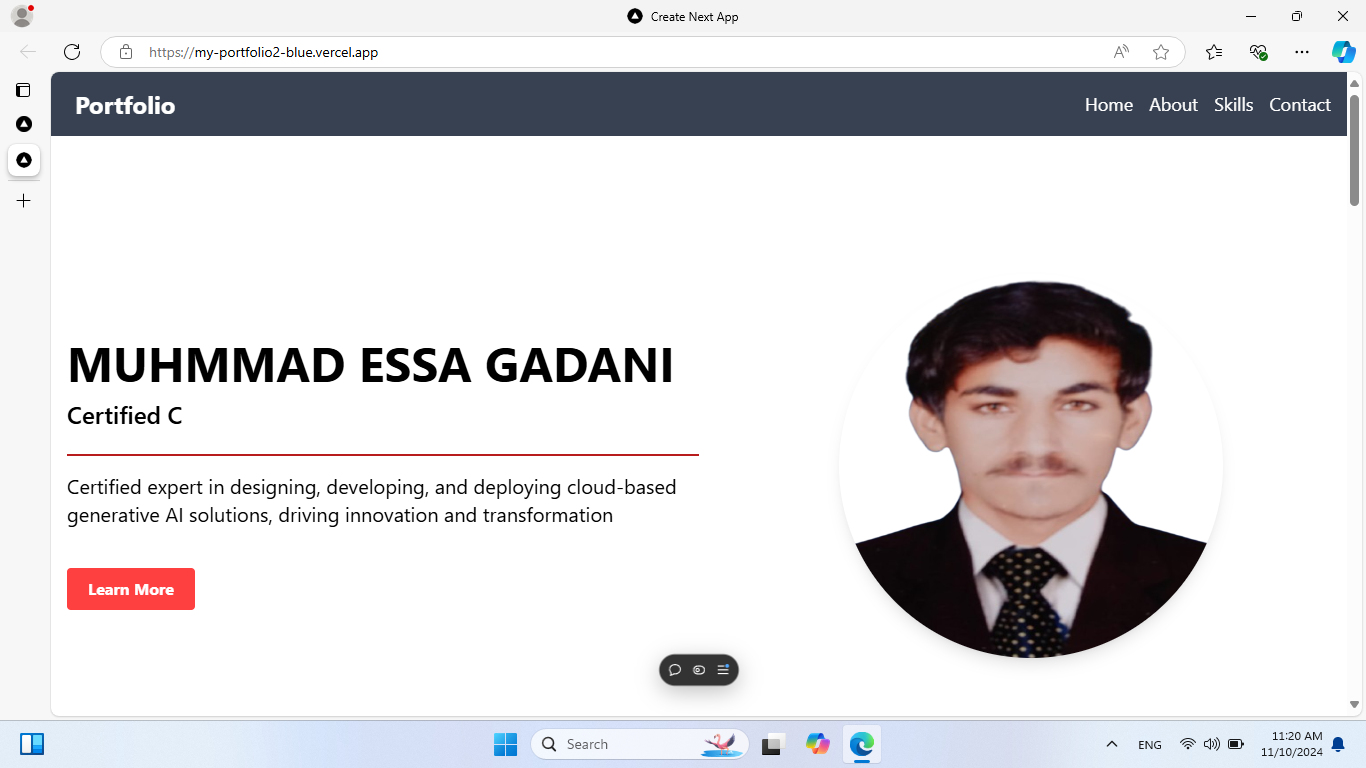 Create Next App
https://my-portfolio2-blue.vercel.app
Portfolio
Home About Skills Contact
MUHMMAD ESSA GADANI
Certified C
Certified expert in designing, developing, and deploying cloud-based
generative AI solutions, driving innovation and transformation
Learn More
Search
ENG
11:20 AM
11/10/2024